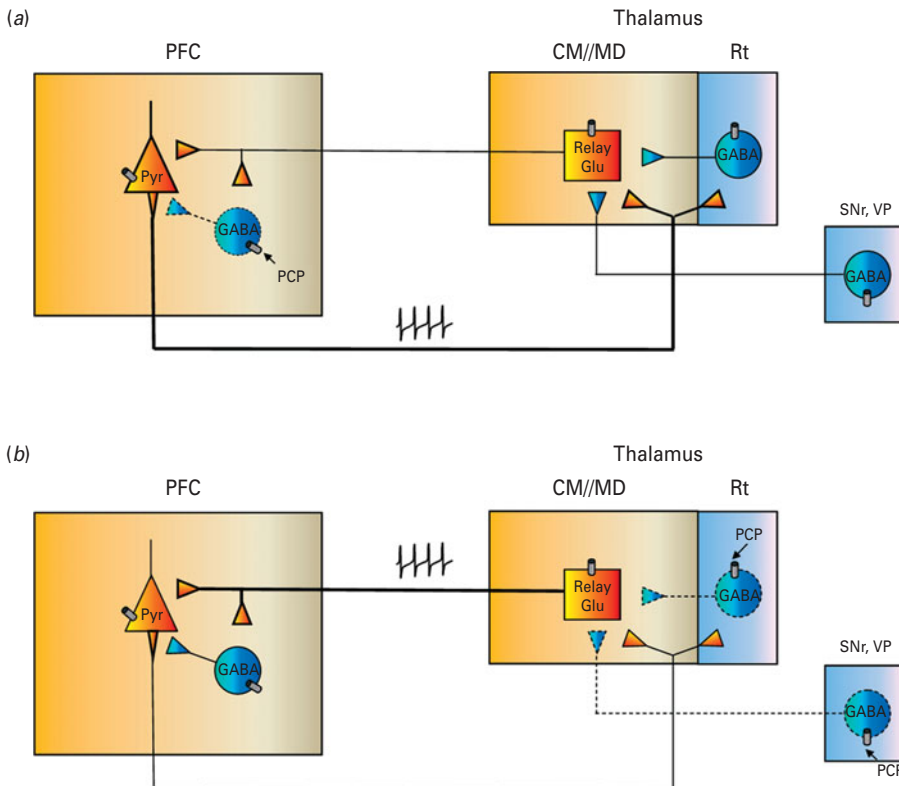 (a)
Thalamus
PFC
CM//MD
Rt
Pyr
Relay
Glu
GABA
GABA
PCP
SNr, VP
GABA
(b)
Thalamus
PFC
CM//MD
Rt
PCP
Pyr
Relay
Glu
GABA
GABA
SNr, VP
GABA
PCP